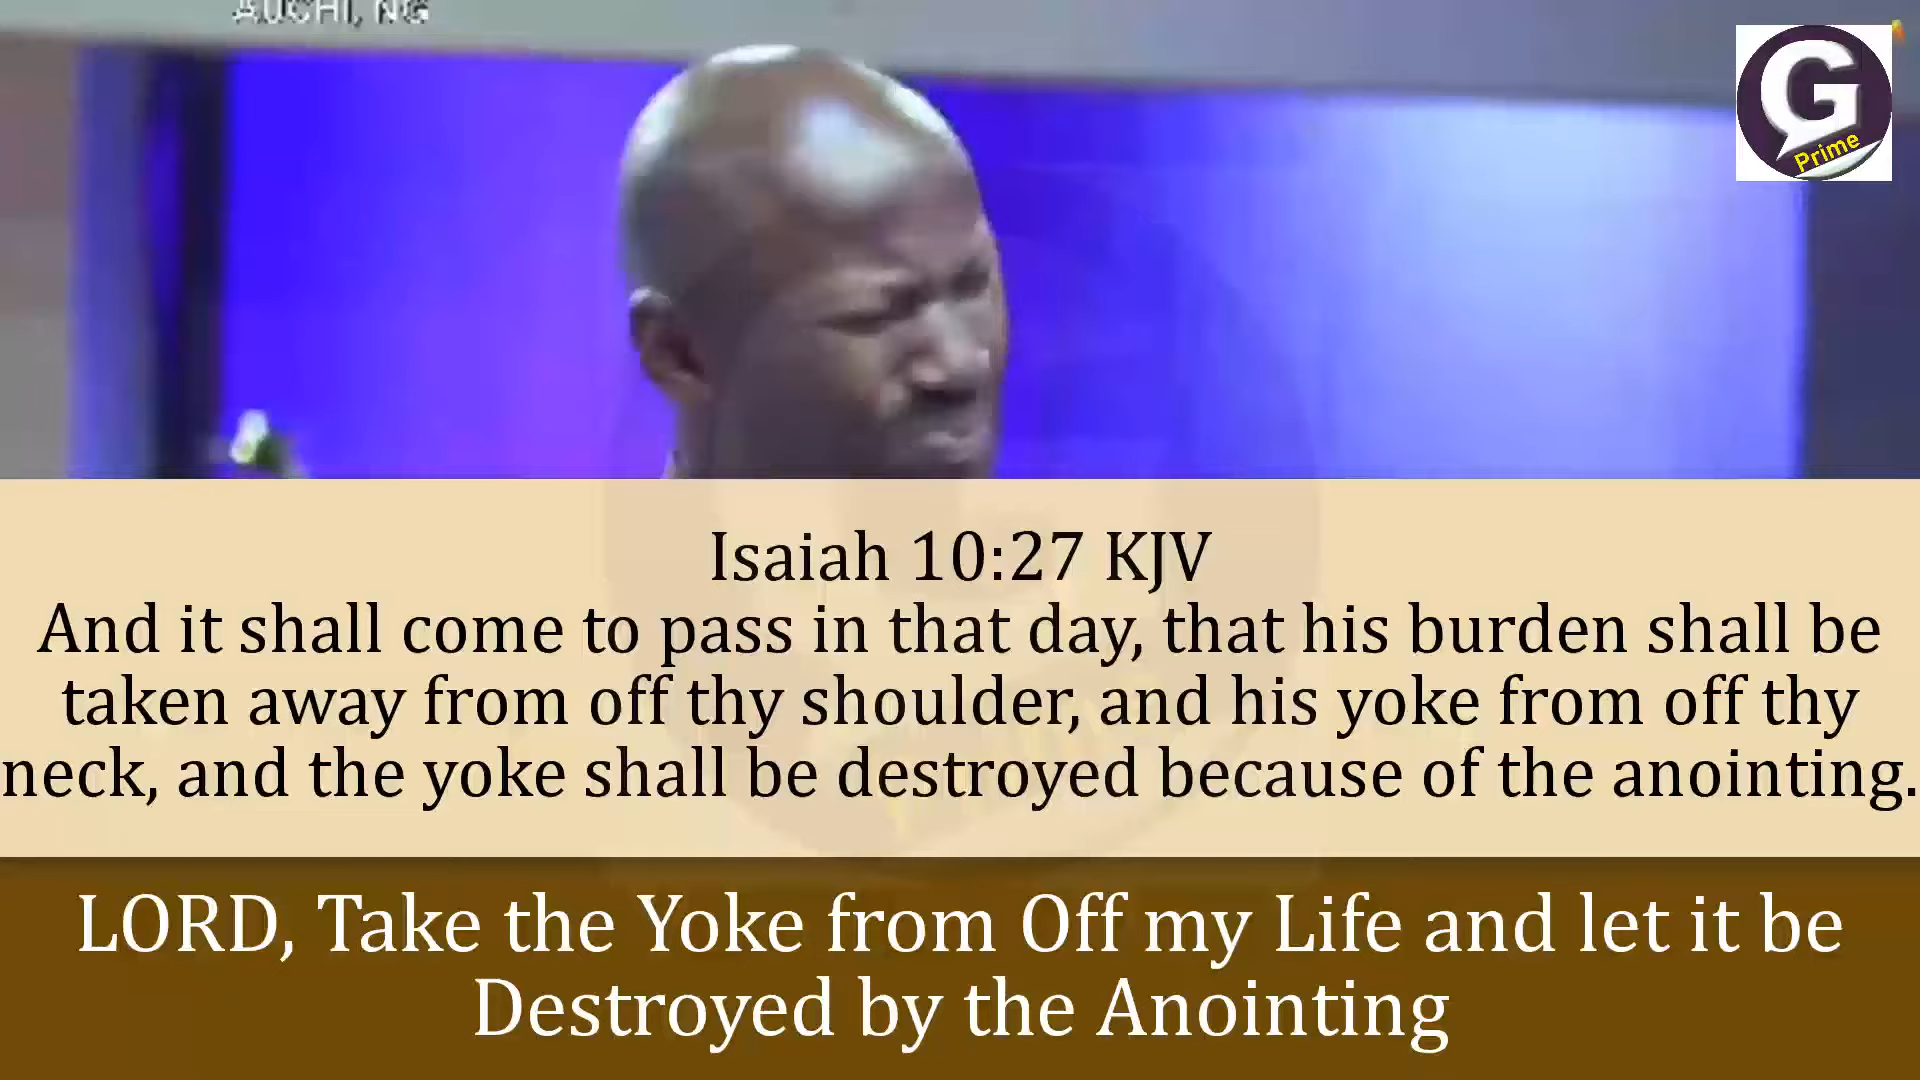 AUCHI, NG
G
Prime
Isaiah 10:27 KJV
And it shall come to pass in that day, that his burden shall be
taken away from off thy shoulder, and his yoke from off thy
neck, and the yoke shall be destroyed because of the anointing.
LORD, Take the Yoke from Off my Life and let it be
Destroyed by the Anointing